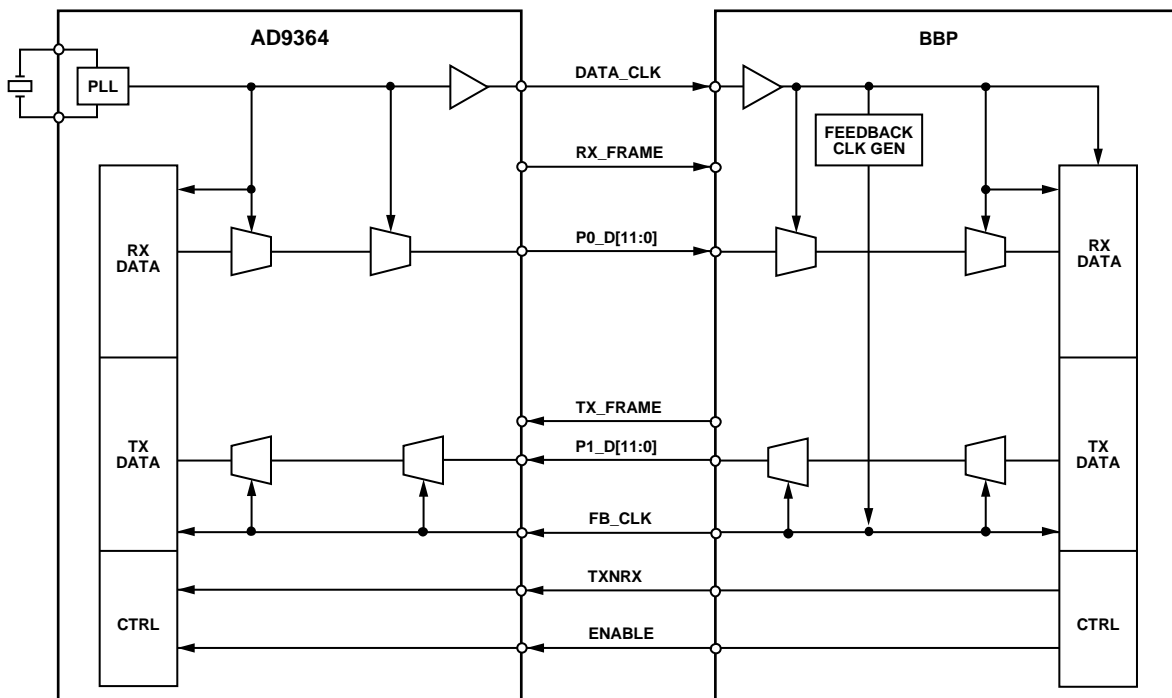 AD9364
BBP
PLL
DATA_CLK
FEEDBACK
CLK GEN
RX_FRAME
RX
DATA
P0_D[11:0]
RX
DATA
TX_FRAME
TX
DATA
P1_D[11:0]
TX
DATA
FB_CLK
TXNRX
CTRL
CTRL
ENABLE